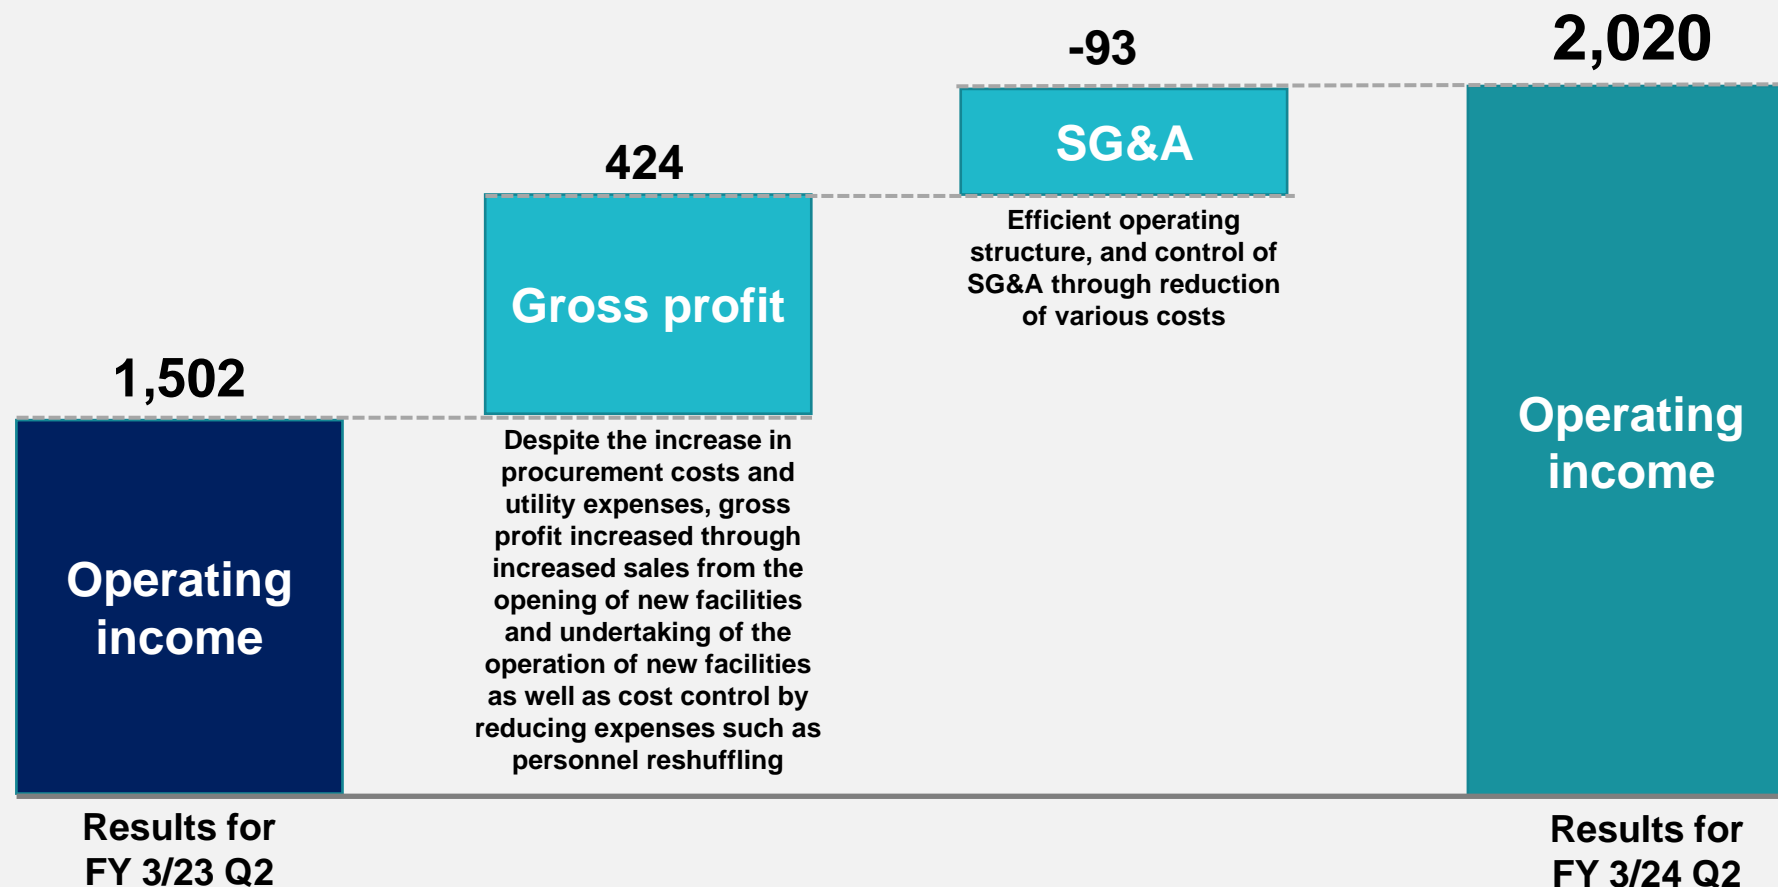 1,502
Operating
income
Results for
FY 3/23 Q2
424
Gross profit
Despite the increase in
procurement costs and
utility expenses, gross
profit increased through
increased sales from the
opening of new facilities
and undertaking of the
operation of new facilities
as well as cost control by
reducing expenses such as
personnel reshuffling
-93
SG&A
Efficient operating
structure, and control of
SG&A through reduction
of various costs
2,020
Operating
income
Results for
FY 3/24 Q2